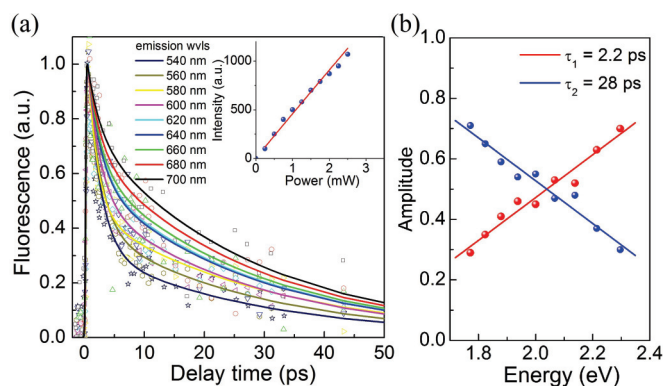 (a)
Fluorescence (a.u.)
1.0
0.8
0.6
0.4
0.2
0.0
0 10 20 30 40 50
Delay time (ps)
emission wvls
540 nm
560 nm
580 nm
600 nm
620 nm
640 nm
660 nm
680 nm
700 nm
Intensity (a.u.)
1000
500
0
0 1 2 3
Power (mW)
(b)
Amplitude
1.0
0.8
0.6
0.4
0.2
0.0
1.8 2.0 2.2 2.4
Energy (eV)
τ1 = 2.2 ps
τ2 = 28 ps